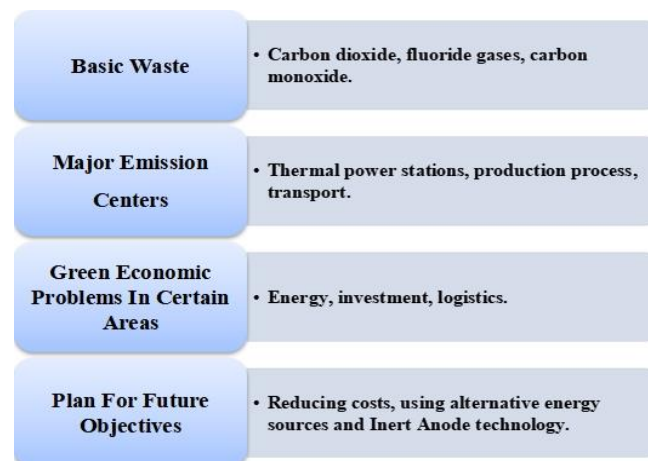 Basic Waste
• Carbon dioxide, fluoride gases, carbon
monoxide.
Major Emission
Centers
• Thermal power stations, production process,
transport.
Green Economic
Problems In Certain
Areas
• Energy, investment, logistics.
Plan For Future
Objectives
• Reducing costs, using alternative energy
sources and Inert Anode technology.